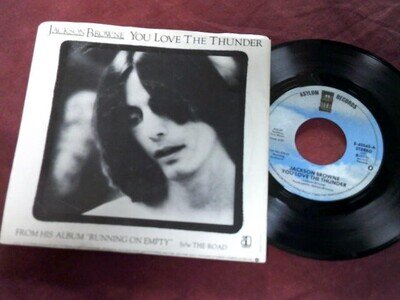 JACKSON BROWNE YOU LOVE THE THUNDER
FROM HIS ALBUM "RUNNING ON EMPTY" b/w THE ROAD
ASYLUM RECORDS
E-45543-A
STEREO
JACKSON BROWNE
YOU LOVE THE THUNDER